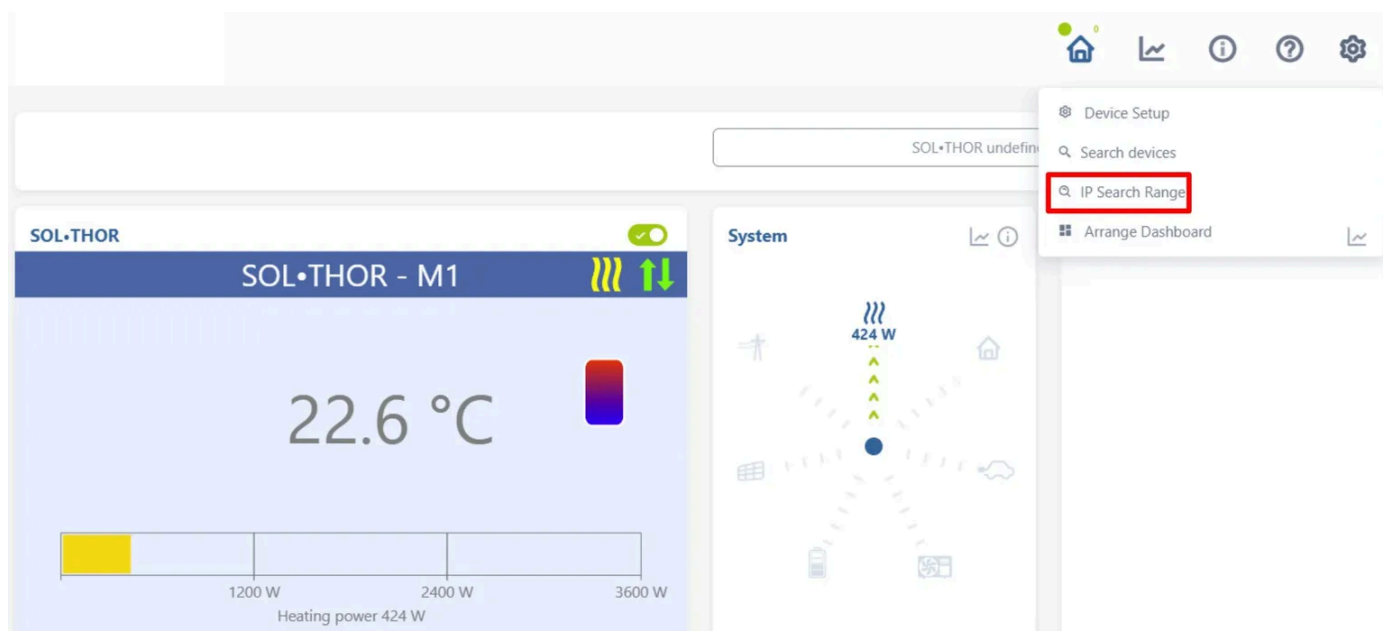 0
Device Setup
Search devices
IP Search Range
Arrange Dashboard
SOL•THOR undefin
SOL•THOR
SOL•THOR - M1
22.6 °C
1200 W
2400 W
3600 W
Heating power 424 W
System
424 W